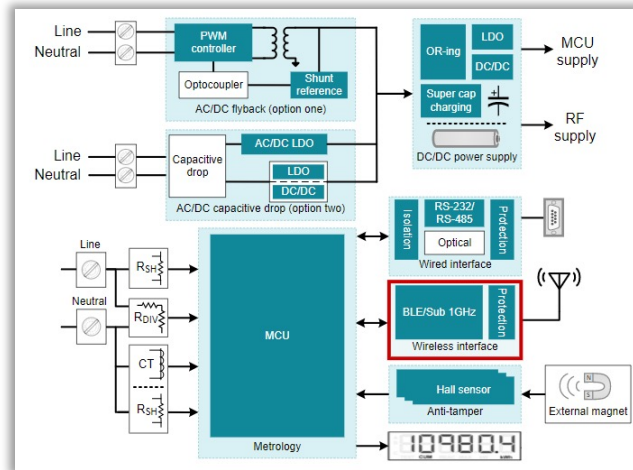 Line
Neutral
PWM
controller
Optocoupler
Shunt
reference
AC/DC flyback (option one)
OR-ing
LDO
DC/DC
Super cap
charging
+
DC/DC power supply
MCU
supply
RF
supply
Line
Neutral
Capacitive
drop
AC/DC LDO
LDO
DC/DC
AC/DC capacitive drop (option two)
Line
Neutral
RSH
RDIV
CT
RSH
MCU
Metrology
Isolation
RS-232/
RS-485
Optical
Protection
Wired interface
BLE/Sub 1GHz
Protection
Wireless interface
Hall sensor
Anti-tamper
N
S
External magnet
10980.4